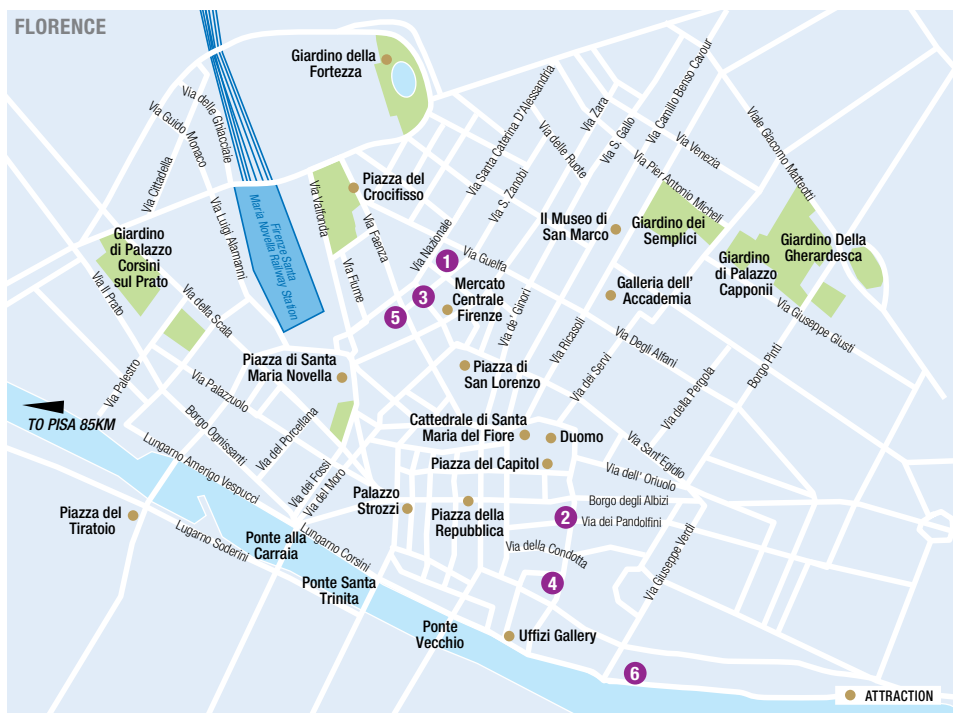 FLORENCE
Giardino della
Fortezza
Via delle Ghiacciale
Via Guido Monaco
Via Cittadella
Via Luigi Alamanni
Firenze Santa
Maria Novella Railway Station
Via Valfonda
Piazza del
Crocifisso
Via Faenza
Via Fiume
Via Nazionale
Via Santa Caterina D'Alessandria
Via S. Zanobi
Via delle Ruote
Via Zara
Via S. Gallo
Via Camillo Benso Cavour
Via Venezia
Via Pier Antonio Micheli
Viale Giacomo Matteotti
Il Museo di
San Marco
Giardino dei
Semplici
Giardino
di Palazzo
Capponii
Giardino Della
Gherardesca
Giardino
di Palazzo
Corsini
sul Prato
Via Il Prato
Via della Scala
1
Via Guelfa
3
Mercato
Centrale
Firenze
5
Via de' Ginori
Galleria dell'
Accademia
Via Giuseppe Giusti
Via Ricasoli
Via dei Servi
Via Degli Alfani
Borgo Pinti
Via della Pergola
Piazza di Santa
Maria Novella
Piazza di
San Lorenzo
Via Palestro
Via Palazzuolo
TO PISA 85KM
Borgo Ognissanti
Via del Porcellana
Cattedrale di Santa
Maria del Fiore
Duomo
Via Sant'Egidio
Piazza del Capitol
Via dell' Oriuolo
Lungarno Amerigo Vespucci
Via dei Fossi
Via del Moro
Palazzo
Strozzi
Piazza della
Repubblica
Borgo degli Albizi
2
Via dei Pandolfini
Piazza del
Tiratoio
Lugarno Soderini
Ponte alla
Carraia
Lungarno Corsini
Via della Condotta
Via Giuseppe Verdi
4
Ponte Santa
Trinita
Ponte
Vecchio
Uffizi Gallery
6
ATTRACTION